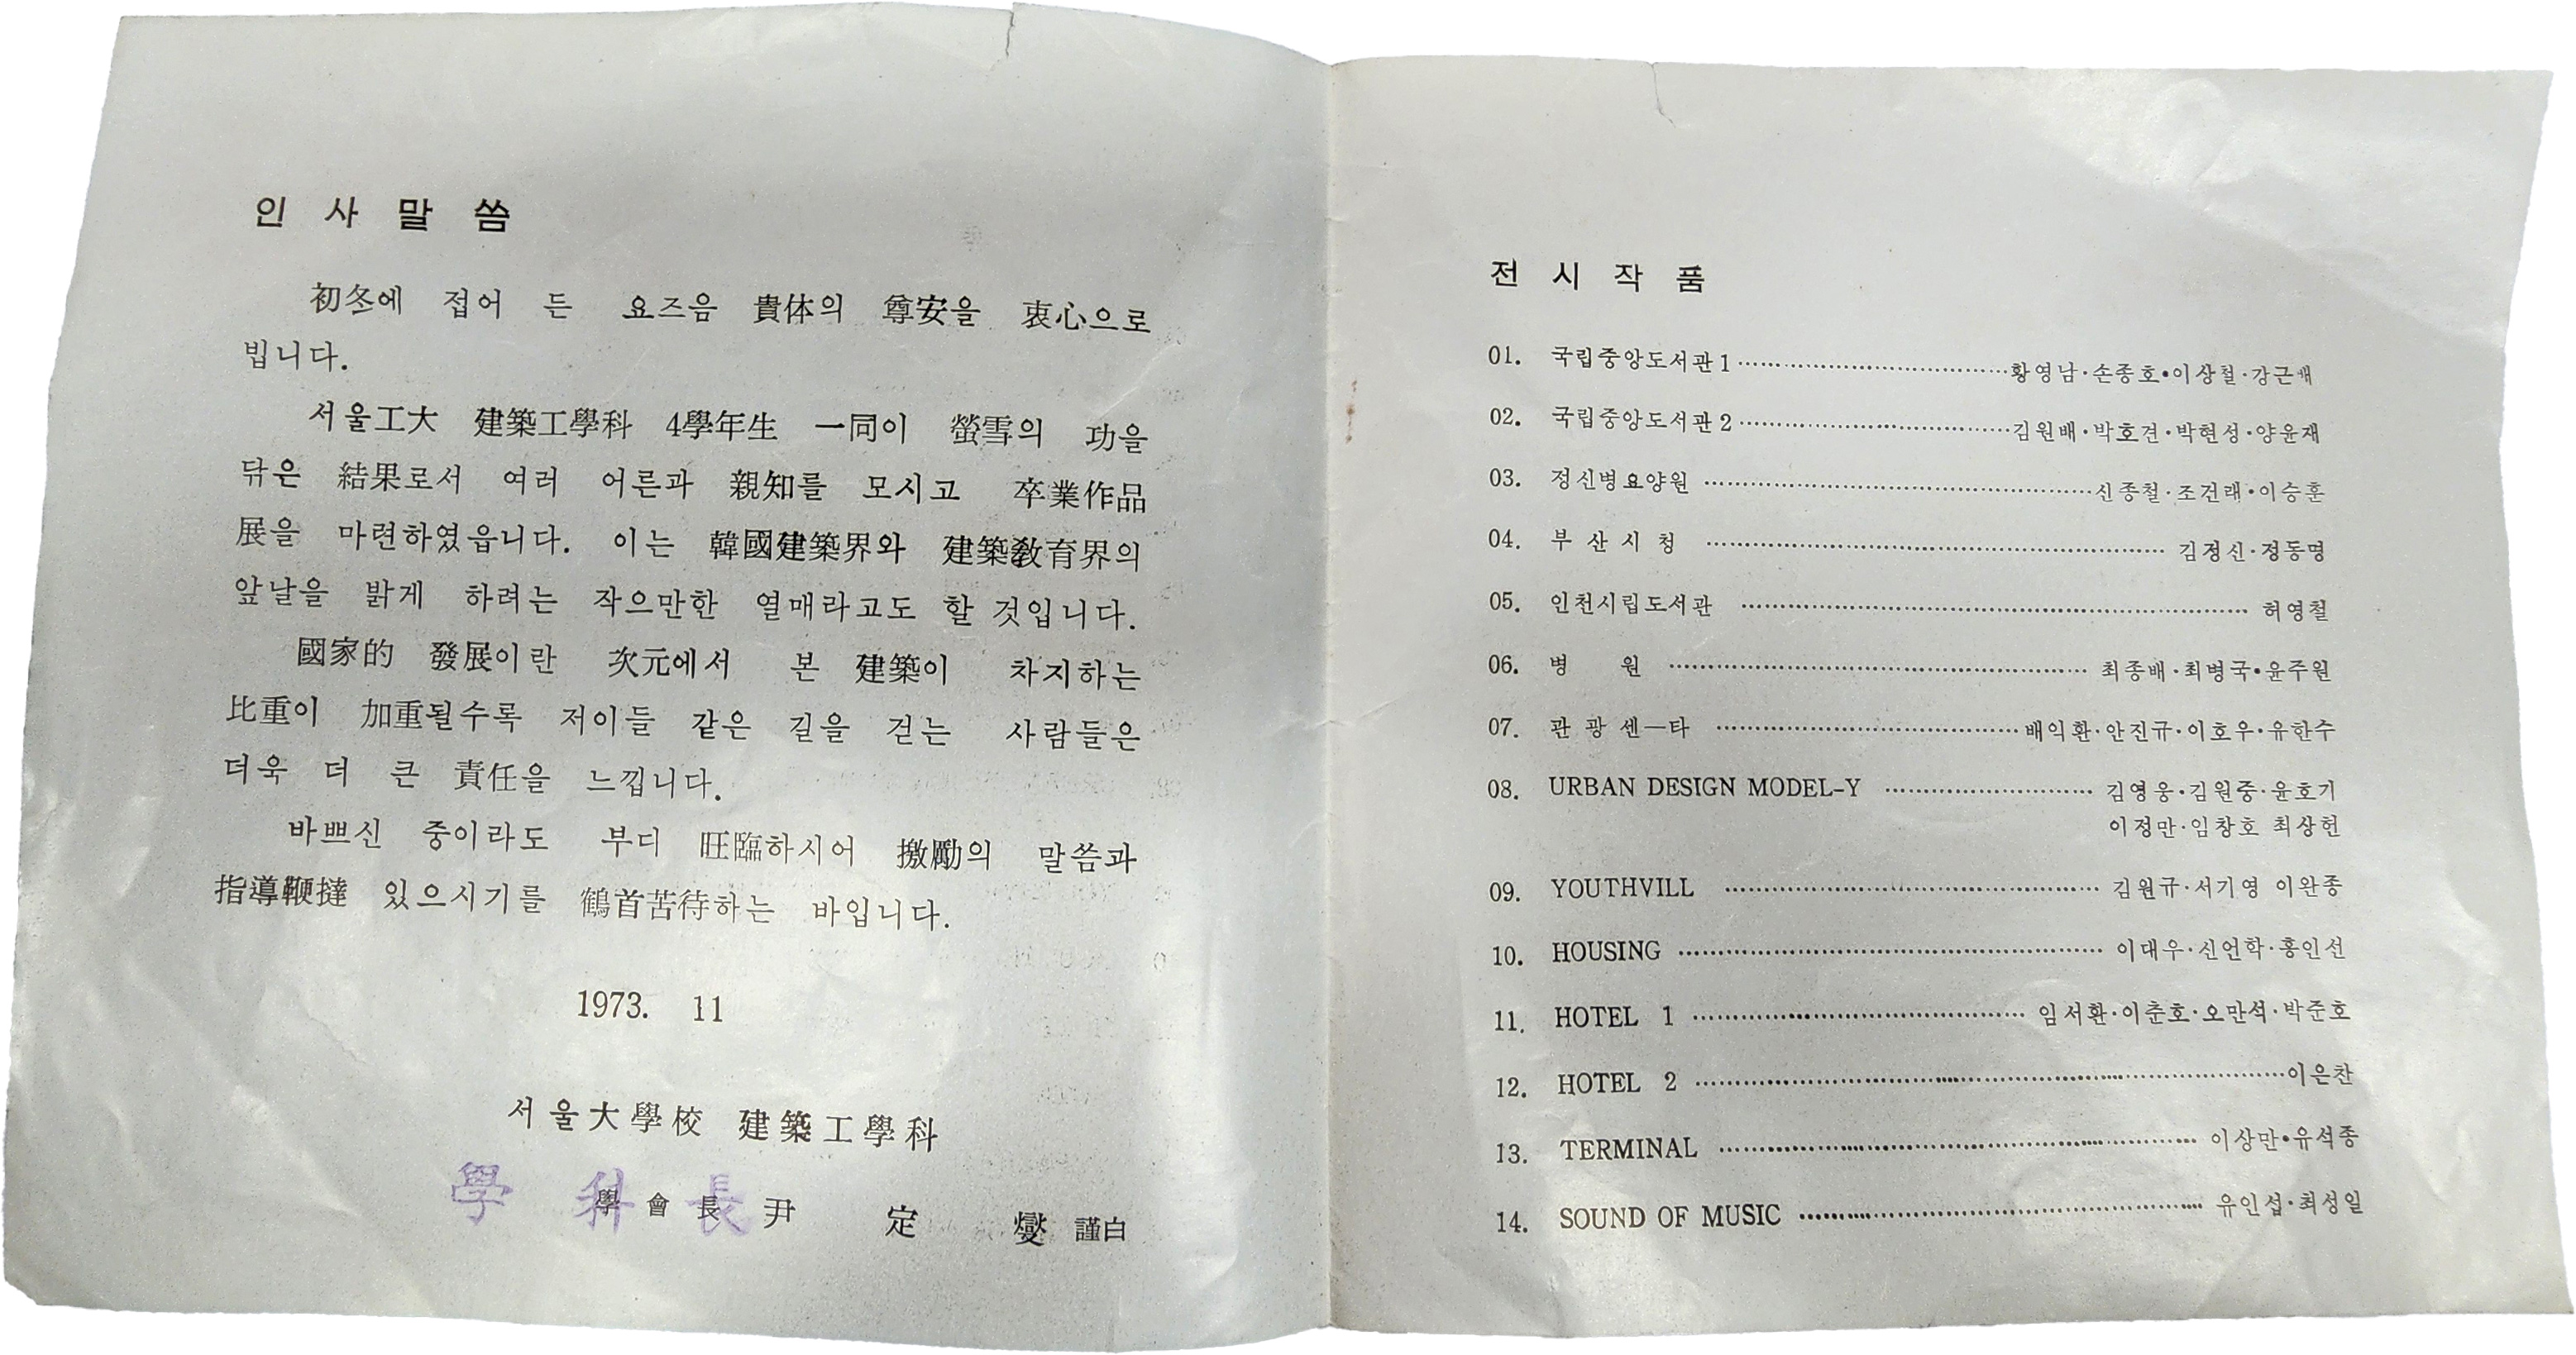 인 사 말 씀
初冬에 접어 든 요즈음 貴体의 尊安을 衷心으로
빕니다.
서울工大 建築工學科 4學年生 一同이 螢雪의 功을
닦은 結果로서 여러 어른과 親知를 모시고 卒業作品
展을 마련하였읍니다. 이는 韓國建築界와 建築敎育界의
앞날을 밝게 하려는 작으만한 열매라고도 할 것입니다.
國家的 發展이란 次元에서 본 建築이 차지하는
比重이 加重될수록 저이들 같은 길을 걷는 사람들은
더욱 더 큰 責任을 느낍니다.
바쁘신 중이라도 부디 旺臨하시어 激勵의 말씀과
指導鞭撻 있으시기를 鶴首苦待하는 바입니다.
1973. 11
서울大學校 建築工學科
學科長
學會長 尹定燮 謹白
전 시 작 품
01. 국립중앙도서관 1 ⋯⋯ 황영남·손종호·이상철·강근배
02. 국립중앙도서관 2 ⋯⋯ 김원배·박호견·박현성·양윤재
03. 정신병요양원 ⋯⋯ 신종철·조건래·이승훈
04. 부 산 시 청 ⋯⋯ 김정신·정동명
05. 인천시립도서관 ⋯⋯ 허영철
06. 병 원 ⋯⋯ 최종배·최병국·윤주원
07. 관 광 센—타 ⋯⋯ 배익환·안진규·이호우·유한수
08. URBAN DESIGN MODEL-Y ⋯⋯ 김영웅·김원중·윤호기
이정만·임창호 최상헌
09. YOUTHVILL ⋯⋯ 김원규·서기영 이완종
10. HOUSING ⋯⋯ 이대우·신언학·홍인선
11. HOTEL 1 ⋯⋯ 임서환·이춘호·오만석·박준호
12. HOTEL 2 ⋯⋯ 이은찬
13. TERMINAL ⋯⋯ 이상만·유석종
14. SOUND OF MUSIC ⋯⋯ 유인섭·최성일